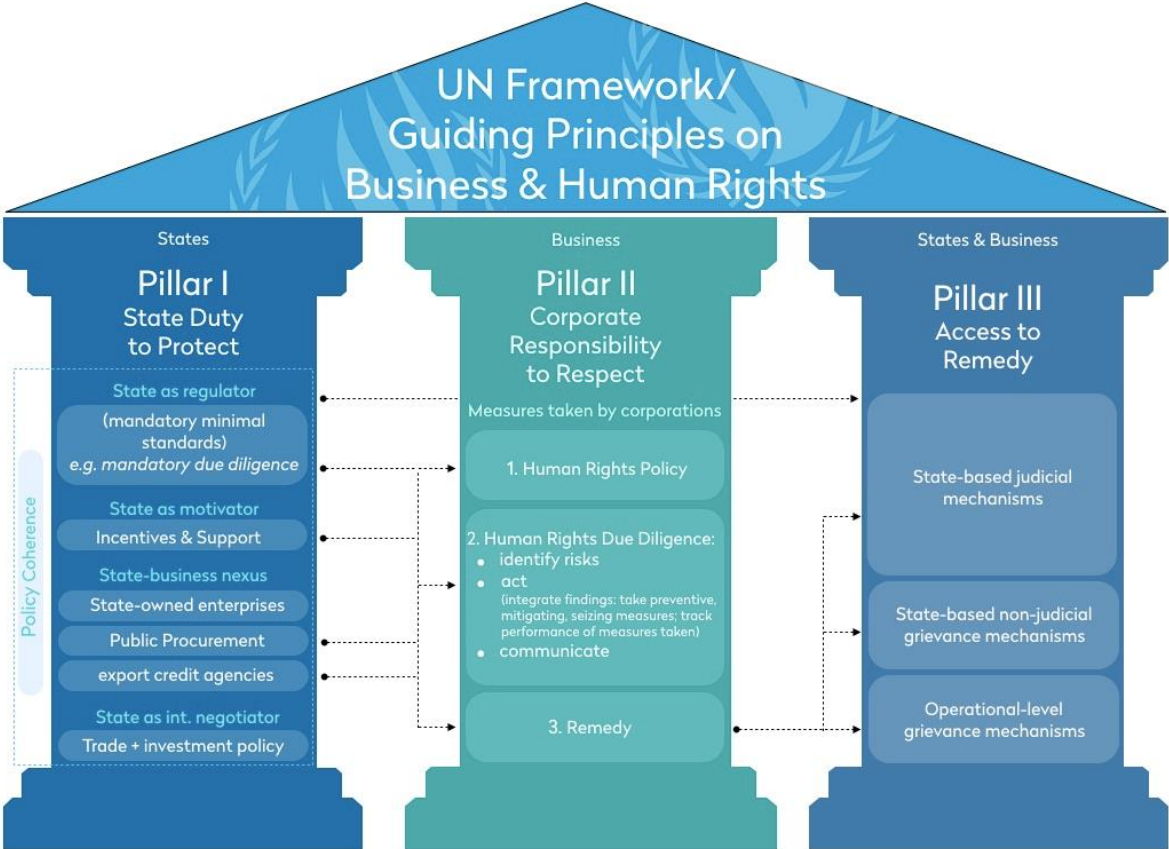 UN Framework/
Guiding Principles on
Business & Human Rights
States
Pillar I
State Duty
to Protect
Policy Coherence
State as regulator
(mandatory minimal
standards)
e.g. mandatory due diligence
State as motivator
Incentives & Support
State-business nexus
State-owned enterprises
Public Procurement
export credit agencies
State as int. negotiator
Trade + investment policy
Business
Pillar II
Corporate
Responsibility
to Respect
Measures taken by corporations
1. Human Rights Policy
2. Human Rights Due Diligence:
• identify risks
• act
(integrate findings: take preventive,
mitigating, seizing measures; track
performance of measures taken)
• communicate
3. Remedy
States & Business
Pillar III
Access to
Remedy
State-based judicial
mechanisms
State-based non-judicial
grievance mechanisms
Operational-level
grievance mechanisms